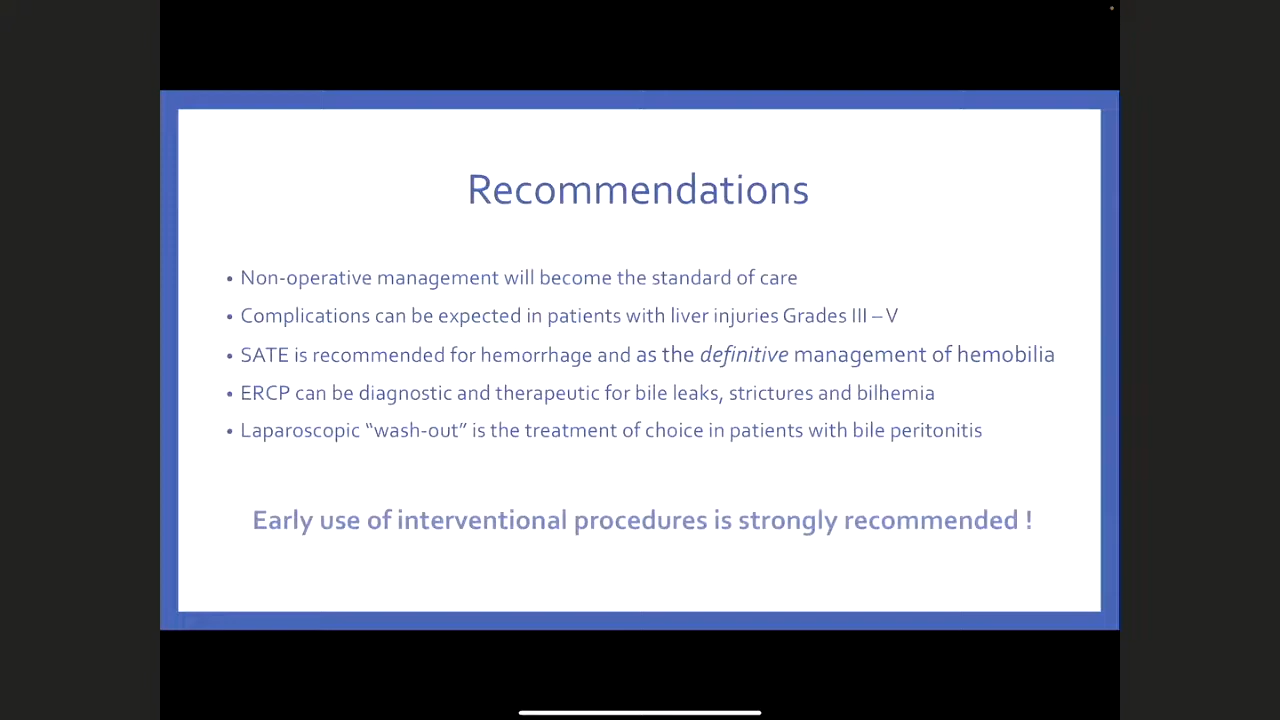 Recommendations
• Non-operative management will become the standard of care
• Complications can be expected in patients with liver injuries Grades III – V
• SATE is recommended for hemorrhage and as the definitive management of hemobilia
• ERCP can be diagnostic and therapeutic for bile leaks, strictures and bilhemia
• Laparoscopic “wash-out” is the treatment of choice in patients with bile peritonitis
Early use of interventional procedures is strongly recommended !